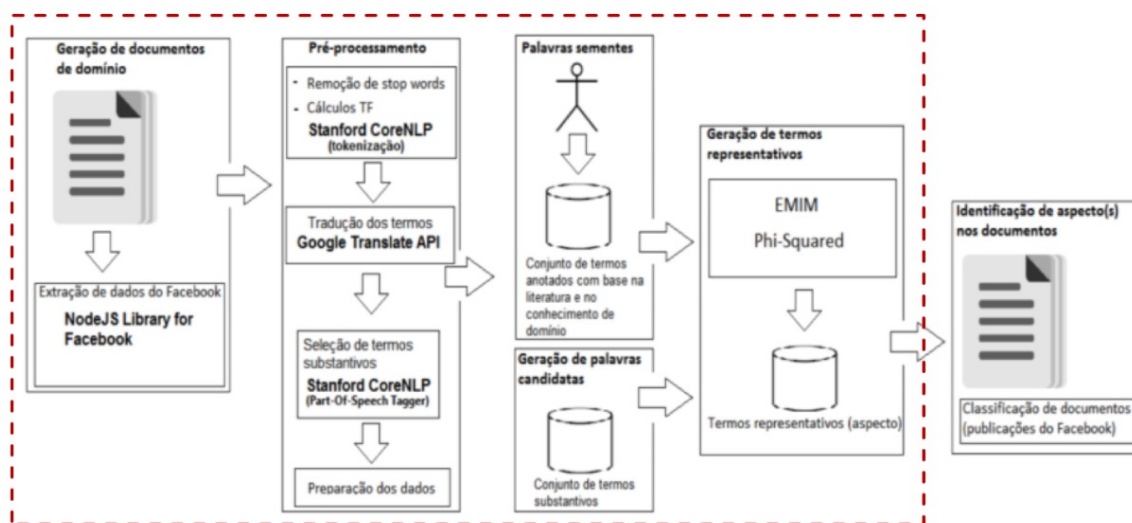 Geração de documentos
de domínio
Extração de dados do Facebook
NodeJS Library for
Facebook
Pré-processamento
- Remoção de stop words
- Cálculos TF
Stanford CoreNLP
(tokenização)
Tradução dos termos
Google Translate API
Seleção de termos
substantivos
Stanford CoreNLP
(Part-Of-Speech Tagger)
Preparação dos dados
Palavras sementes
Conjunto de termos
anotados com base na
literatura e no
conhecimento de
domínio
Geração de palavras
candidatas
Conjunto de termos
substantivos
Geração de termos
representativos
EMIM
Phi-Squared
Termos representativos (aspecto)
Identificação de aspecto(s)
nos documentos
Classificação de documentos
(publicações do Facebook)